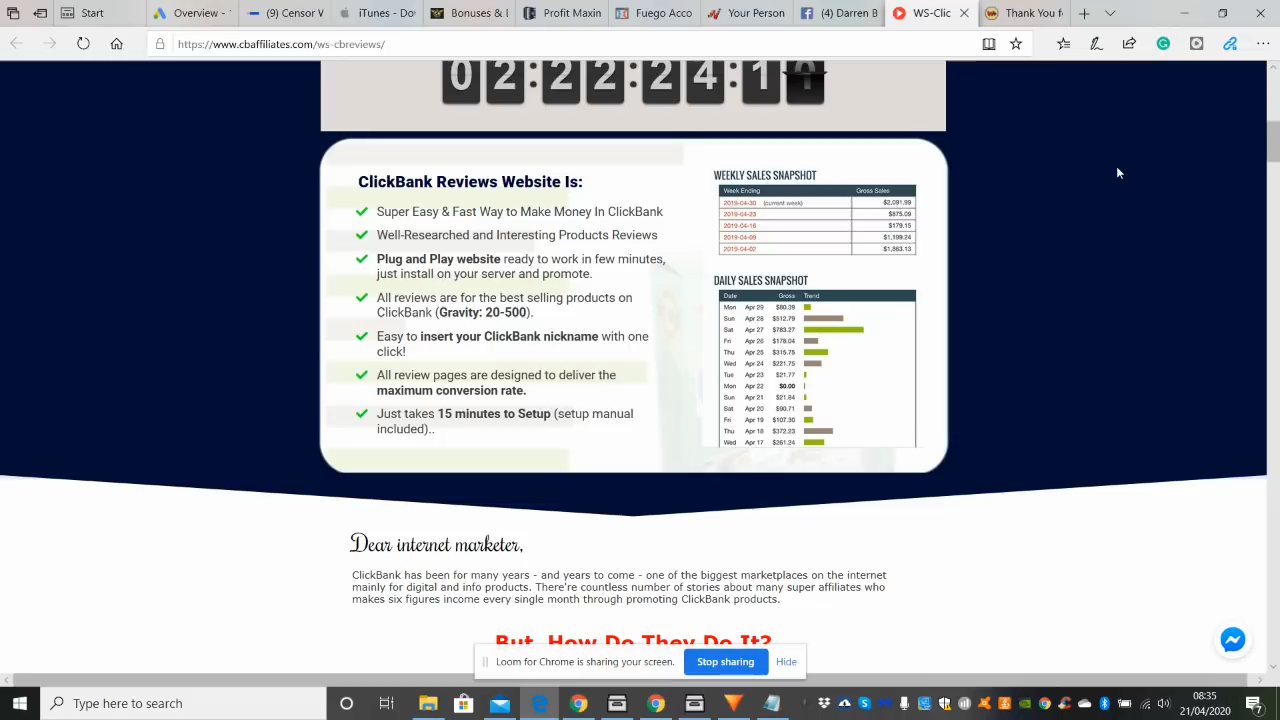 Overview -
(9) Censor V
Bonuses & I
Fuego Acco
(4) Darren B
WS-Clic
Thank You f
https://www.cbaffiliates.com/ws-cbreviews/
02:22:24:1
ClickBank Reviews Website Is:
Super Easy & Fast Way to Make Money In ClickBank
Well-Researched and Interesting Products Reviews
Plug and Play website ready to work in few minutes,
just install on your server and promote.
All reviews are for the best selling products on
ClickBank (Gravity: 20-500).
Easy to insert your ClickBank nickname with one
click!
All review pages are designed to deliver the
maximum conversion rate.
Just takes 15 minutes to Setup (setup manual
included)..
WEEKLY SALES SNAPSHOT
Week Ending Gross Sales
2019-04-30 (current week) $2,091.99
2019-04-23 $875.09
2019-04-16 $179.15
2019-04-09 $1,199.24
2019-04-02 $1,663.13
DAILY SALES SNAPSHOT
Date Gross Trend
Mon Apr 29 $80.39
Sun Apr 28 $512.79
Sat Apr 27 $783.27
Fri Apr 26 $178.04
Thu Apr 25 $315.75
Wed Apr 24 $221.75
Tue Apr 23 $21.77
Mon Apr 22 $0.00
Sun Apr 21 $21.84
Sat Apr 20 $90.71
Fri Apr 19 $107.30
Thu Apr 18 $372.23
Wed Apr 17 $261.24
Dear internet marketer,
ClickBank has been for many years - and years to come - one of the biggest marketplaces on the internet
mainly for digital and info products. There're countless number of stories about many super affiliates who
makes six figures income every single month through promoting ClickBank products.
But, How Do They Do It?
Loom for Chrome is sharing your screen.
Stop sharing
Hide
Type here to search
08:35
21/04/2020